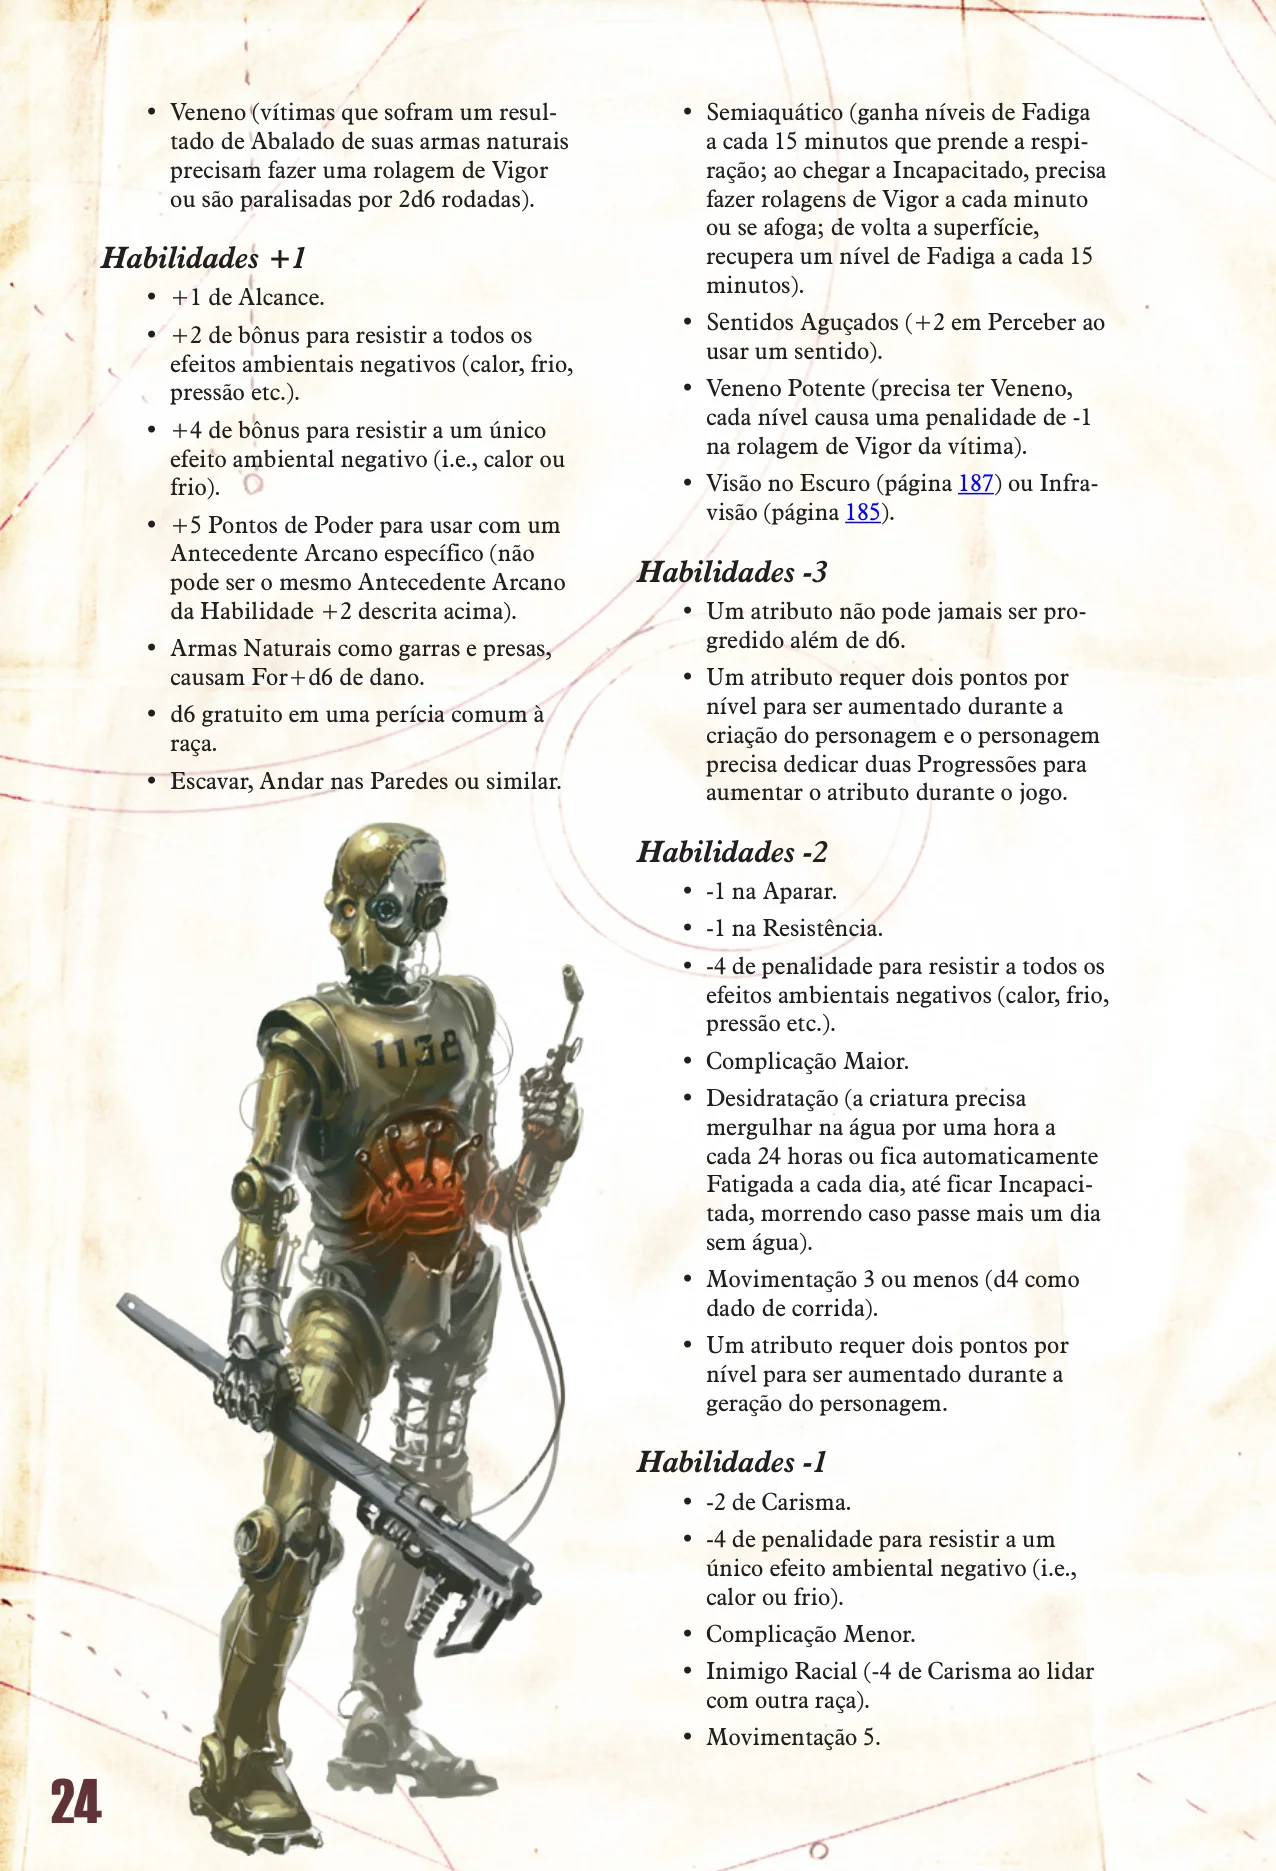 • Veneno (vítimas que sofram um resul-
tado de Abalado de suas armas naturais
precisam fazer uma rolagem de Vigor
ou são paralisadas por 2d6 rodadas).
Habilidades +1
• +1 de Alcance.
• +2 de bônus para resistir a todos os
efeitos ambientais negativos (calor, frio,
pressão etc.).
• +4 de bônus para resistir a um único
efeito ambiental negativo (i.e., calor ou
frio).
• +5 Pontos de Poder para usar com um
Antecedente Arcano específico (não
pode ser o mesmo Antecedente Arcano
da Habilidade +2 descrita acima).
• Armas Naturais como garras e presas,
causam For+d6 de dano.
• d6 gratuito em uma perícia comum à
raça.
• Escavar, Andar nas Paredes ou similar.
1138
24
• Semiaquático (ganha níveis de Fadiga
a cada 15 minutos que prende a respi-
ração; ao chegar a Incapacitado, precisa
fazer rolagens de Vigor a cada minuto
ou se afoga; de volta a superfície,
recupera um nível de Fadiga a cada 15
minutos).
• Sentidos Aguçados (+2 em Perceber ao
usar um sentido).
• Veneno Potente (precisa ter Veneno,
cada nível causa uma penalidade de -1
na rolagem de Vigor da vítima).
• Visão no Escuro (página 187) ou Infra-
visão (página 185).
Habilidades -3
• Um atributo não pode jamais ser pro-
gredido além de d6.
• Um atributo requer dois pontos por
nível para ser aumentado durante a
criação do personagem e o personagem
precisa dedicar duas Progressões para
aumentar o atributo durante o jogo.
Habilidades -2
• -1 na Aparar.
• -1 na Resistência.
• -4 de penalidade para resistir a todos os
efeitos ambientais negativos (calor, frio,
pressão etc.).
• Complicação Maior.
• Desidratação (a criatura precisa
mergulhar na água por uma hora a
cada 24 horas ou fica automaticamente
Fatigada a cada dia, até ficar Incapaci-
tada, morrendo caso passe mais um dia
sem água).
• Movimentação 3 ou menos (d4 como
dado de corrida).
• Um atributo requer dois pontos por
nível para ser aumentado durante a
geração do personagem.
Habilidades -1
• -2 de Carisma.
• -4 de penalidade para resistir a um
único efeito ambiental negativo (i.e.,
calor ou frio).
• Complicação Menor.
• Inimigo Racial (-4 de Carisma ao lidar
com outra raça).
• Movimentação 5.